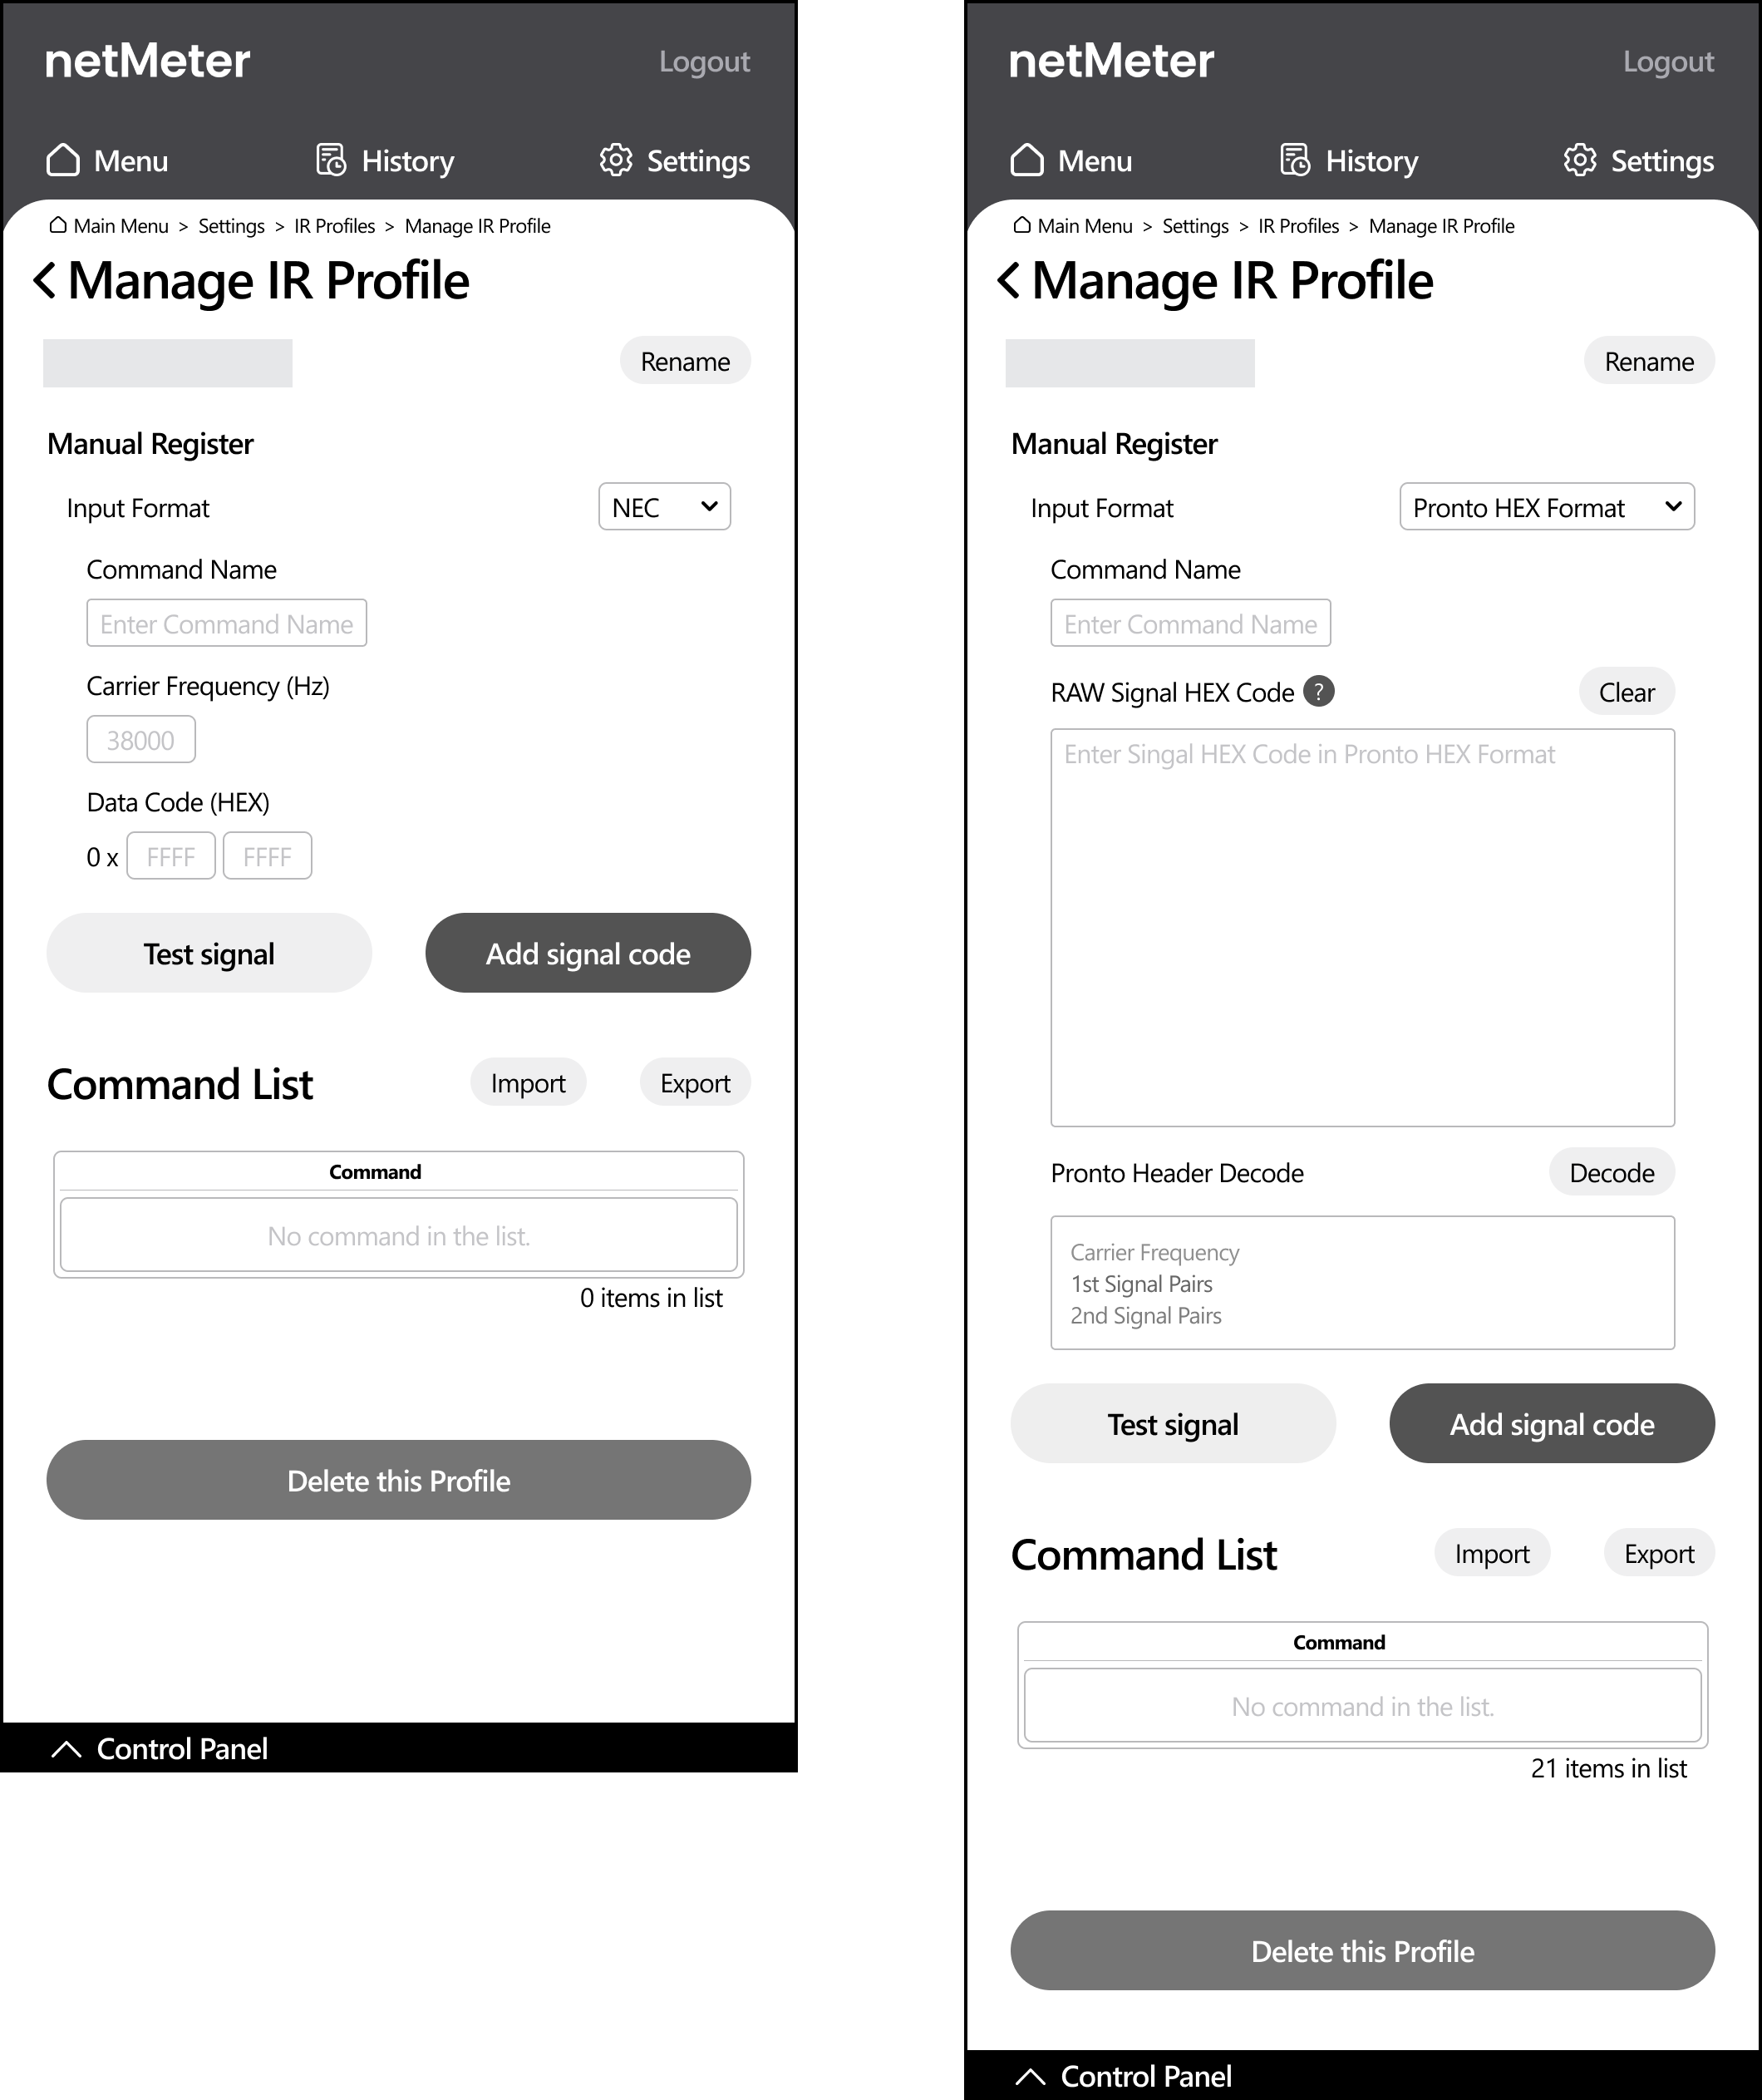 netMeter
Logout
Menu
History
Settings
Main Menu > Settings > IR Profiles > Manage IR Profile
Manage IR Profile
Rename
Manual Register
Input Format
NEC
Command Name
Enter Command Name
Carrier Frequency (Hz)
38000
Data Code (HEX)
0 x FFFF FFFF
Test signal
Add signal code
Command List
Import
Export
Command
No command in the list.
0 items in list
Delete this Profile
Control Panel
netMeter
Logout
Menu
History
Settings
Main Menu > Settings > IR Profiles > Manage IR Profile
Manage IR Profile
Rename
Manual Register
Input Format
Pronto HEX Format
Command Name
Enter Command Name
RAW Signal HEX Code ?
Clear
Enter Singal HEX Code in Pronto HEX Format
Pronto Header Decode
Decode
Carrier Frequency
1st Signal Pairs
2nd Signal Pairs
Test signal
Add signal code
Command List
Import
Export
Command
No command in the list.
21 items in list
Delete this Profile
Control Panel